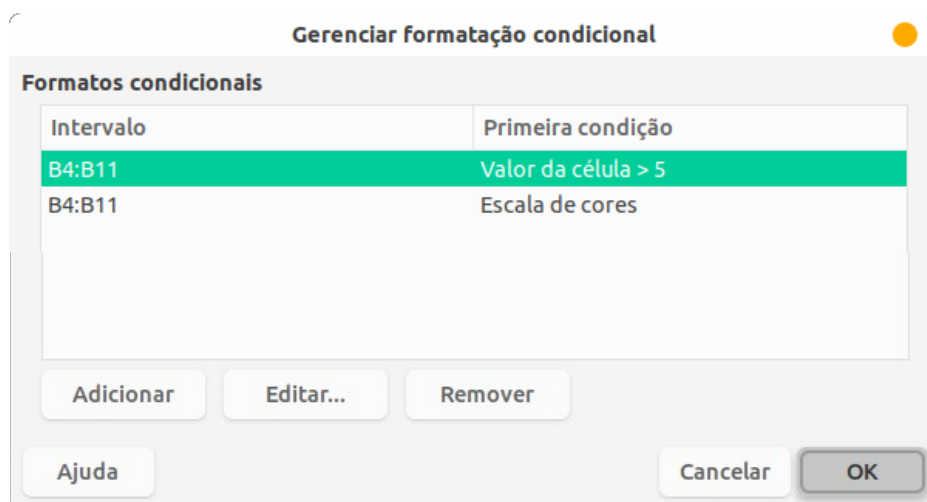 Gerenciar formatação condicional
Formatos condicionais
Intervalo Primeira condição
B4:B11 Valor da célula > 5
B4:B11 Escala de cores
Adicionar Editar... Remover
Ajuda Cancelar OK